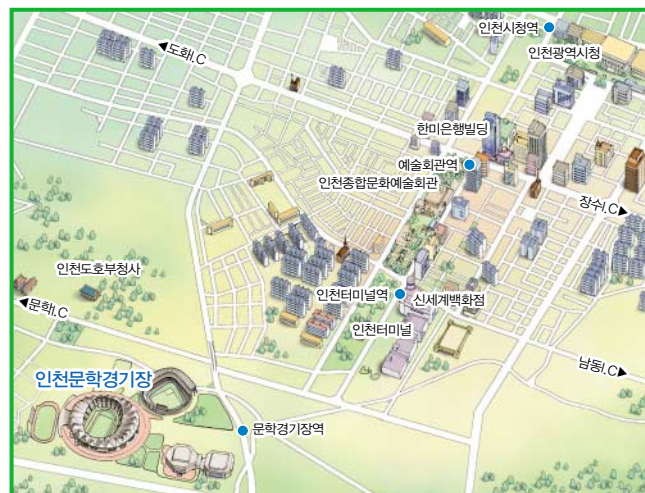 인천시청역
인천광역시청
◀도화I.C
한미은행빌딩
예술회관역
인천종합문화예술회관
장수I.C▶
인천도호부청사
◀문학I.C
인천터미널역
신세계백화점
인천터미널
남동I.C▶
인천문학경기장
문학경기장역